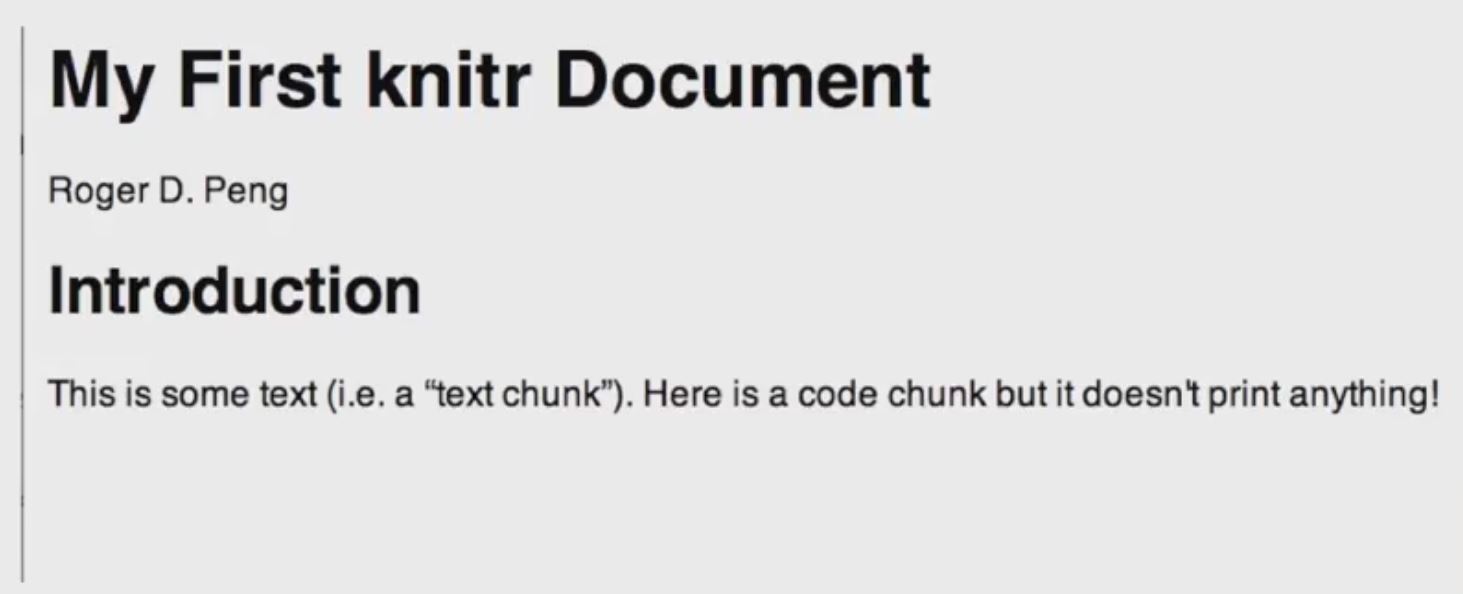 My First knitr Document
Roger D. Peng
Introduction
This is some text (i.e. a “text chunk”). Here is a code chunk but it doesn't print anything!